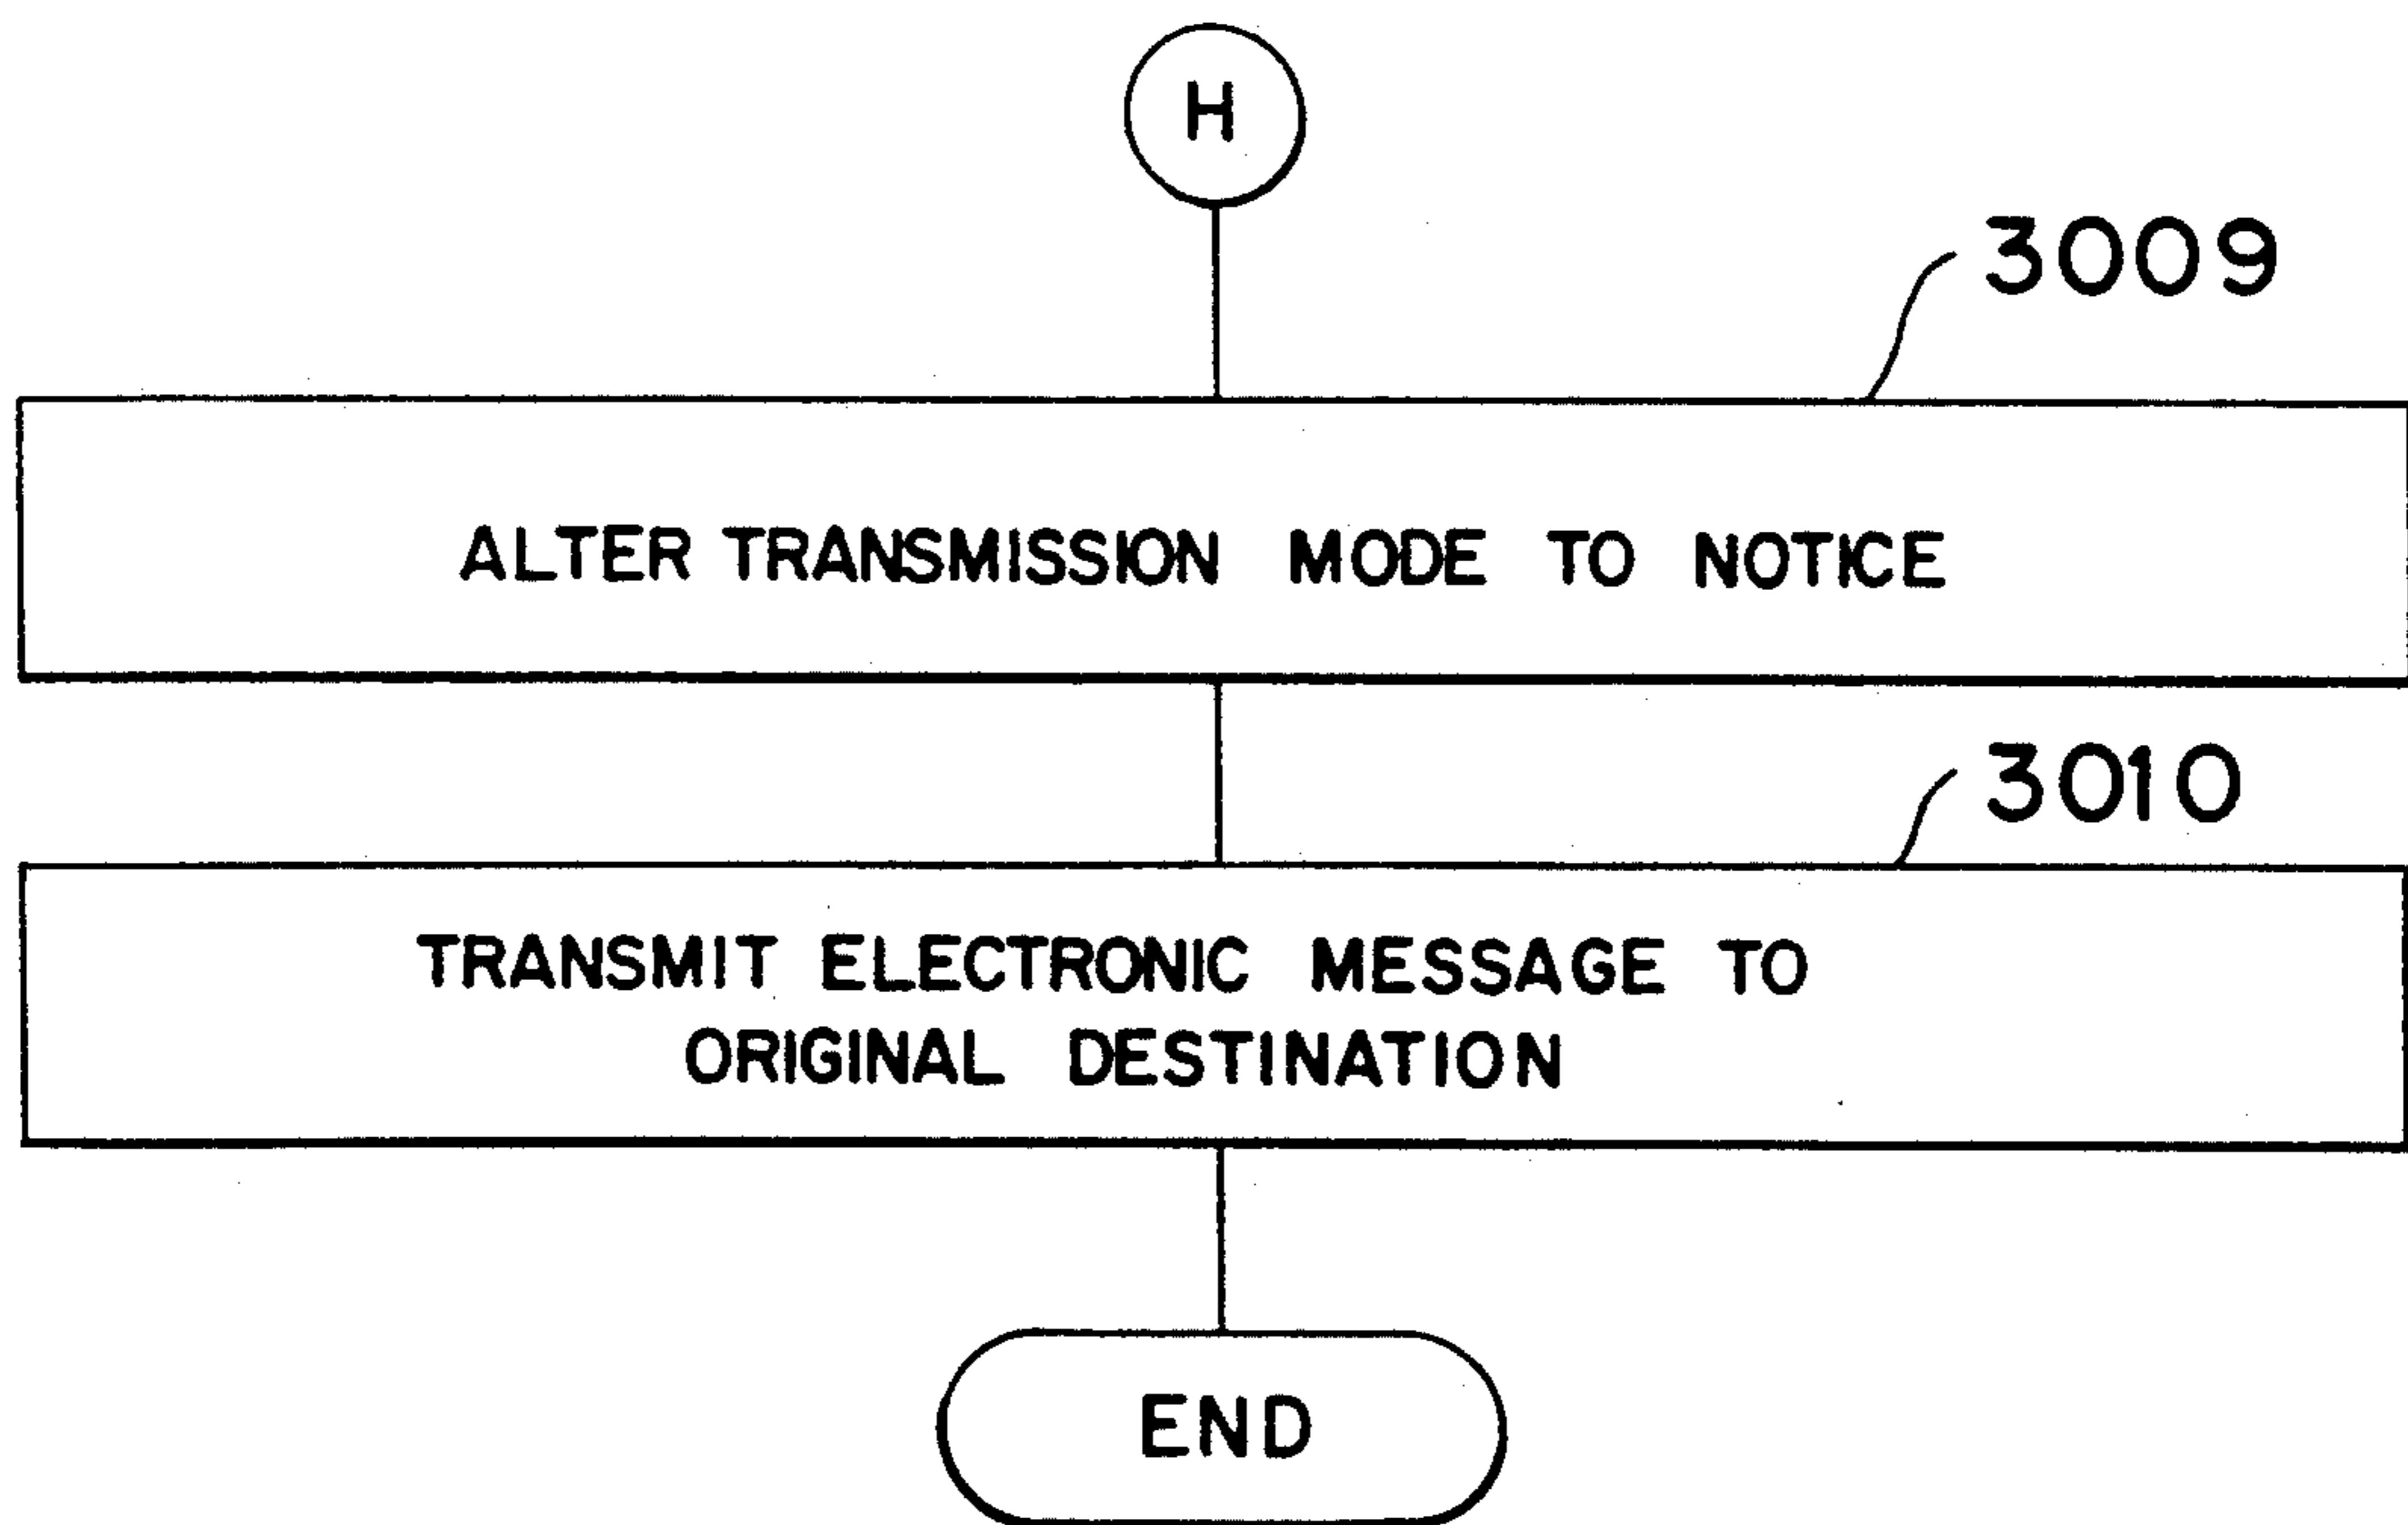 H
3009
ALTER TRANSMISSION MODE TO NOTICE
3010
TRANSMIT ELECTRONIC MESSAGE TO
ORIGINAL DESTINATION
END